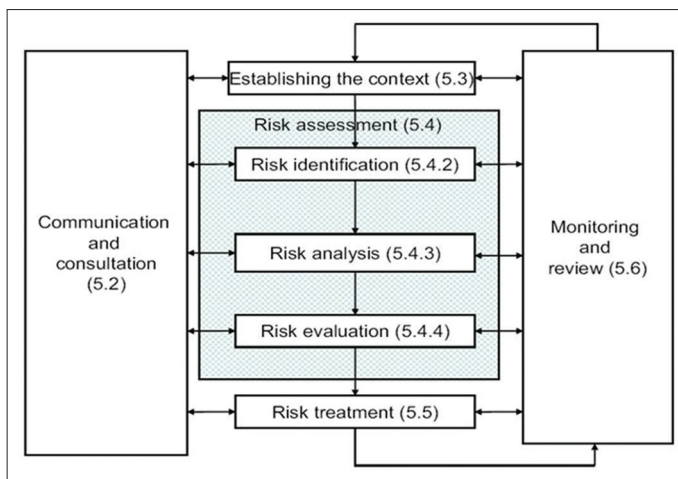 Establishing the context (5.3)
Risk assessment (5.4)
Risk identification (5.4.2)
Risk analysis (5.4.3)
Risk evaluation (5.4.4)
Risk treatment (5.5)
Communication
and
consultation
(5.2)
Monitoring
and
review (5.6)